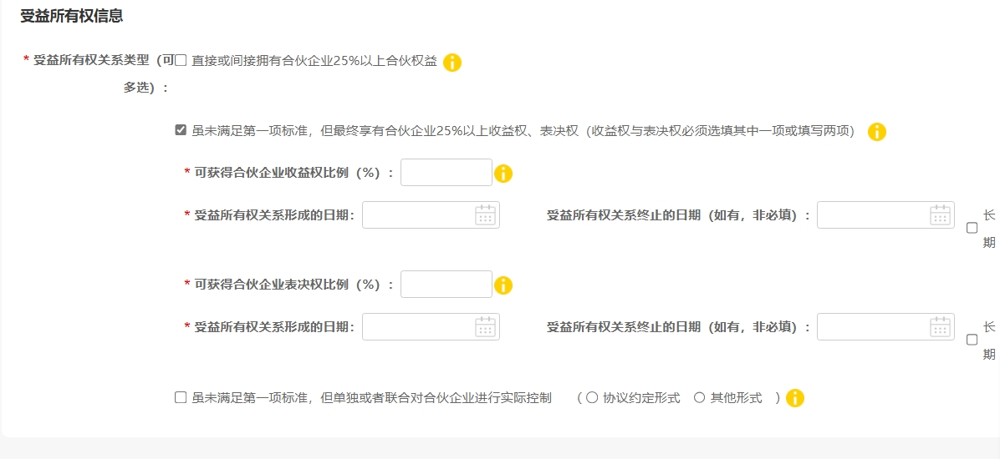 受益所有权信息
* 受益所有权关系类型（可多选）： 直接或间接拥有合伙企业25%以上合伙权益
虽未满足第一项标准，但最终享有合伙企业25%以上收益权、表决权（收益权与表决权必须选填其中一项或填写两项）
* 可获得合伙企业收益权比例（%）：
* 受益所有权关系形成的日期： 受益所有权关系终止的日期（如有，非必填）： 长期
* 可获得合伙企业表决权比例（%）：
* 受益所有权关系形成的日期： 受益所有权关系终止的日期（如有，非必填）： 长期
虽未满足第一项标准，但单独或者联合对合伙企业进行实际控制 （ 协议约定形式 其他形式 ）